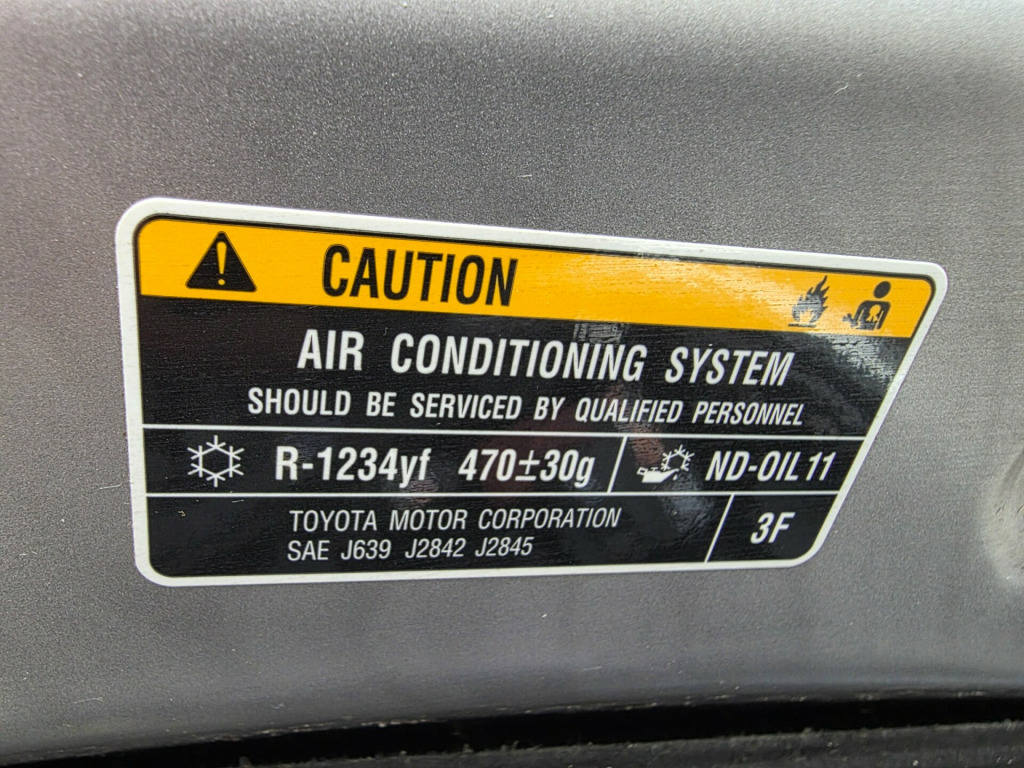 CAUTION
AIR CONDITIONING SYSTEM
SHOULD BE SERVICED BY QUALIFIED PERSONNEL
R-1234yf 470±30g ND-OIL 11
TOYOTA MOTOR CORPORATION
SAE J639 J2842 J2845
3F